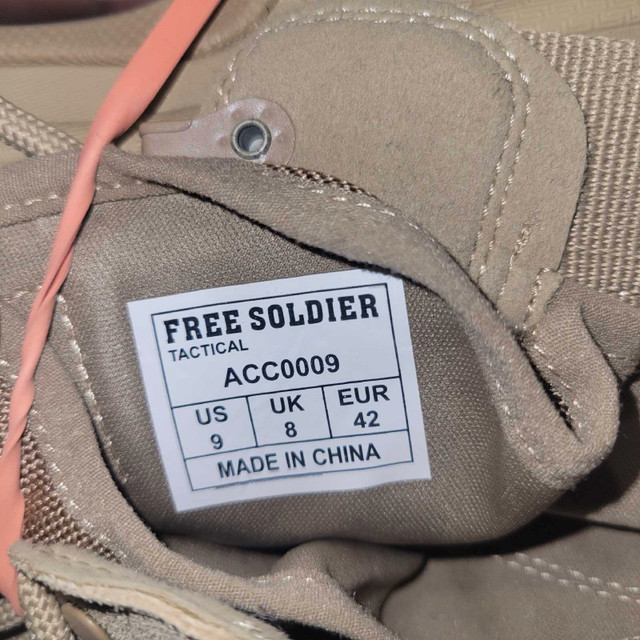 FREE SOLDIER
TACTICAL
ACC0009
US UK EUR
9 8 42
MADE IN CHINA